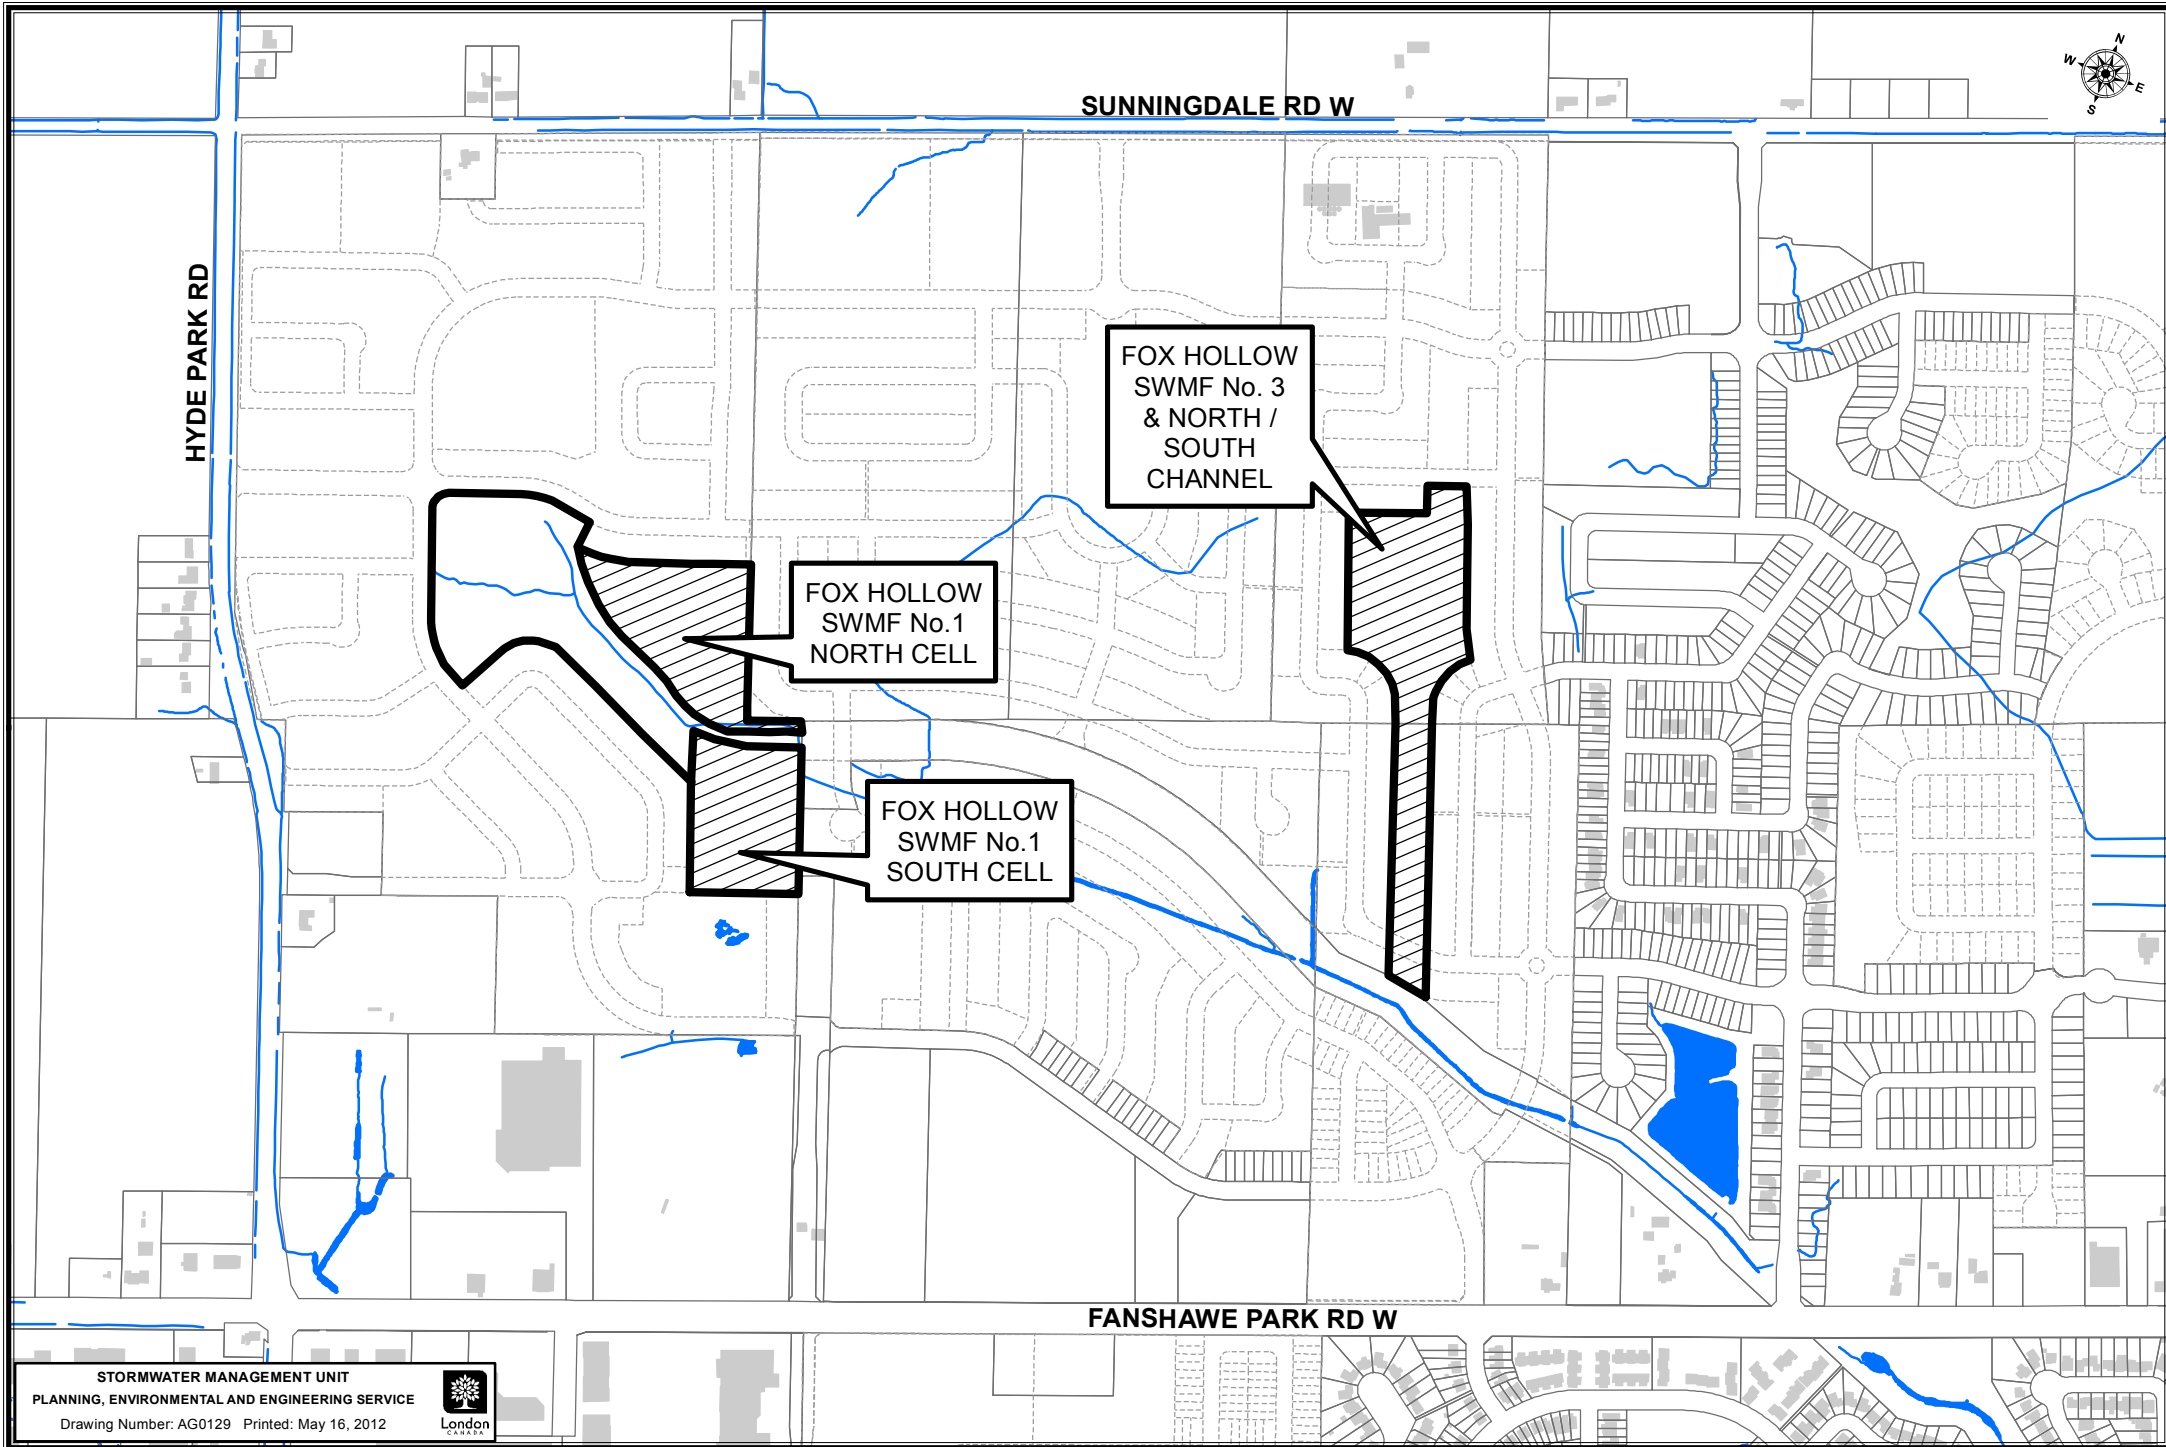 SUNNINGDALE RD W
N
W
E
S
HYDE PARK RD
FOX HOLLOW
SWMF No. 3
& NORTH /
SOUTH
CHANNEL
FOX HOLLOW
SWMF No.1
NORTH CELL
FOX HOLLOW
SWMF No.1
SOUTH CELL
FANSHAWE PARK RD W
STORMWATER MANAGEMENT UNIT
PLANNING, ENVIRONMENTAL AND ENGINEERING SERVICE
Drawing Number: AG0129 Printed: May 16, 2012
London
CANADA